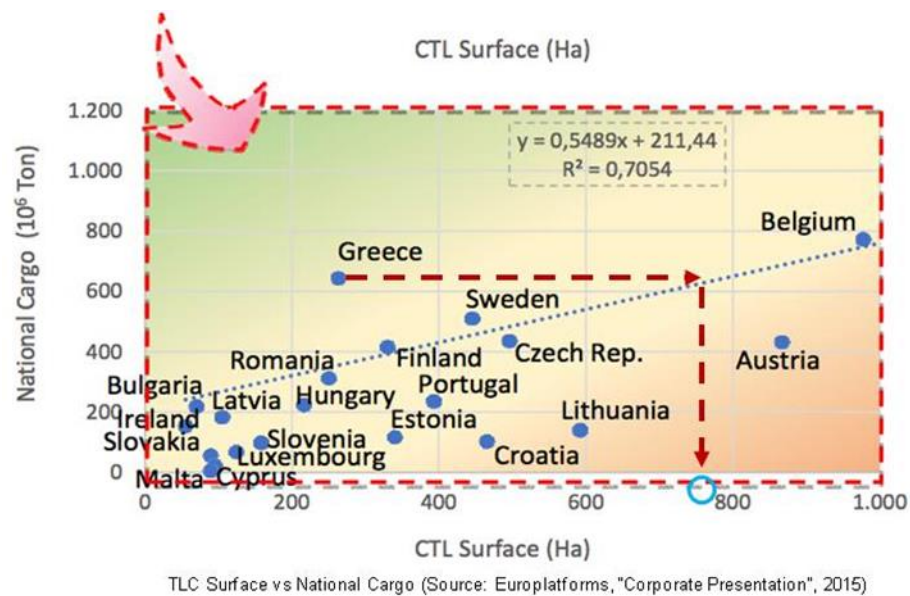 CTL Surface (Ha)
1.200
1.000
800
600
400
200
0
National Cargo (10⁶ Ton)
y = 0,5489x + 211,44
R² = 0,7054
Belgium
Greece
Sweden
Czech Rep.
Finland
Austria
Romania
Portugal
Bulgaria
Latvia
Hungary
Lithuania
Ireland
Estonia
Slovakia
Slovenia
Luxembourg
Croatia
Malta
Cyprus
0 200 400 600 800 1.000
CTL Surface (Ha)
TLC Surface vs National Cargo (Source: Europlatforms, "Corporate Presentation", 2015)